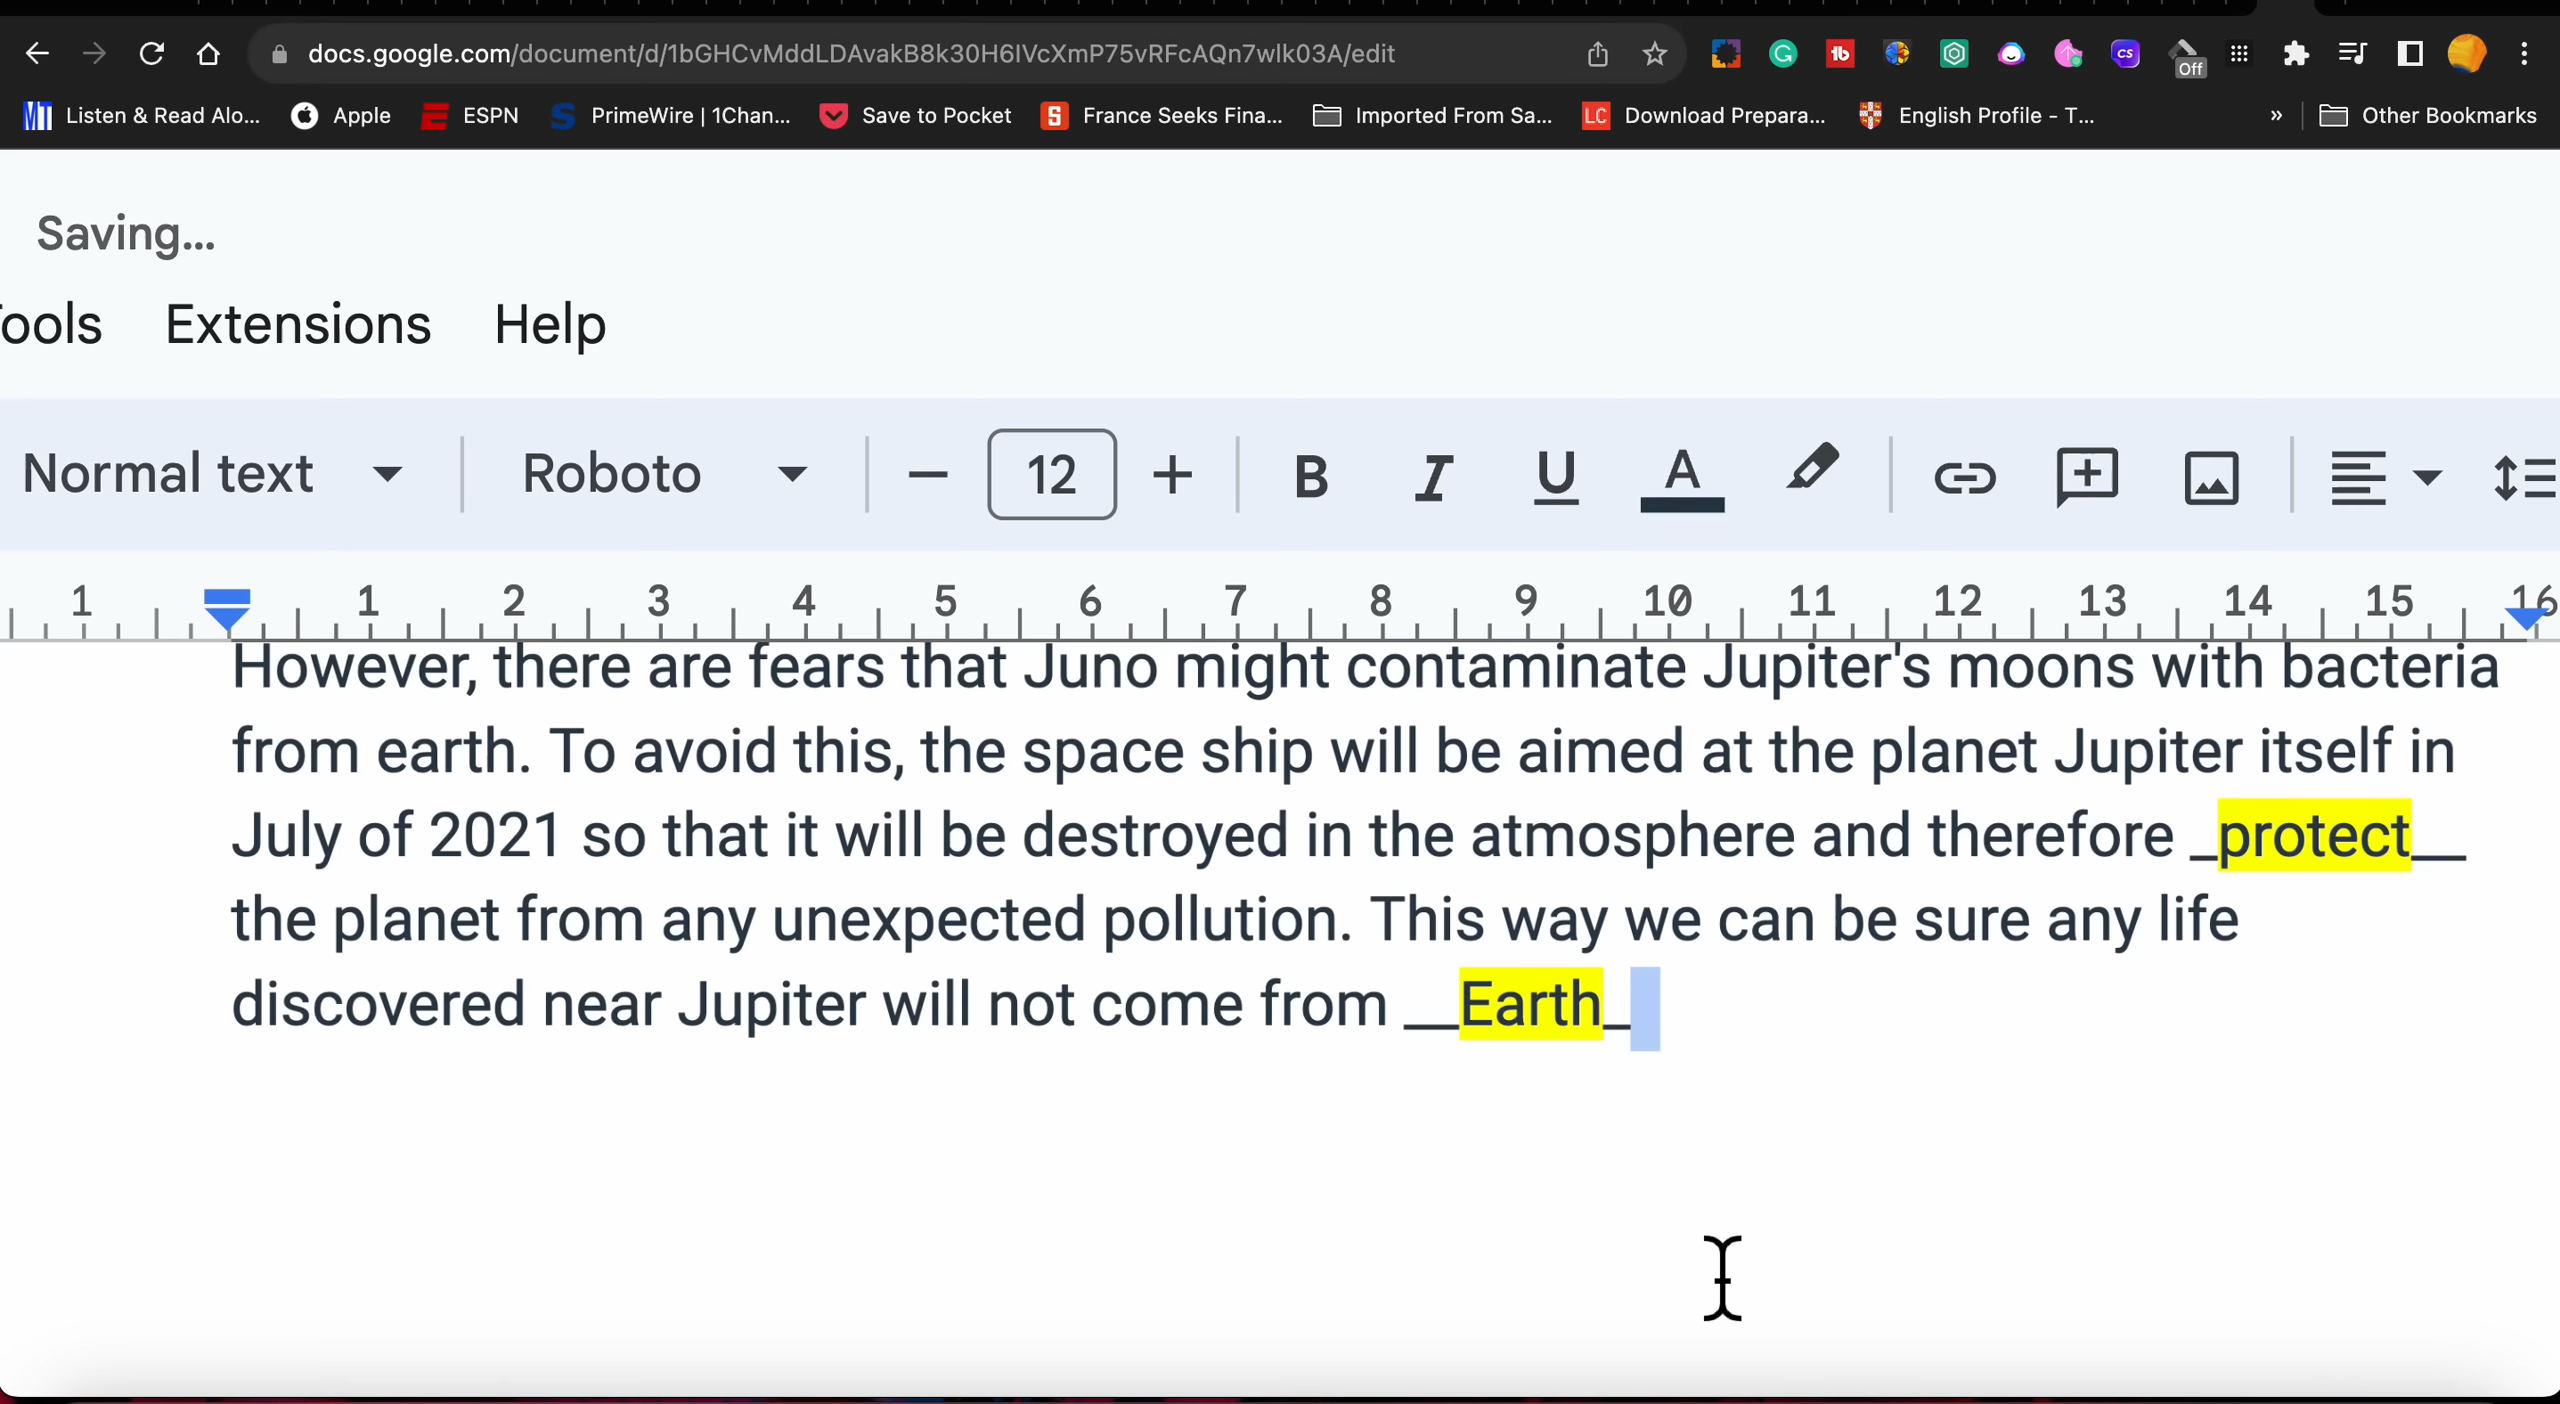 docs.google.com/document/d/1bGHCvMddLDAvakB8k30H6IVcXmP75vRFcAQn7wlk03A/edit
Off
Listen & Read Alo... Apple ESPN PrimeWire | 1Chan... Save to Pocket France Seeks Fina... Imported From Sa... LC Download Prepara... English Profile - T... » Other Bookmarks
Saving...
ools Extensions Help
Normal text Roboto 12 B I U A
1 1 2 3 4 5 6 7 8 9 10 11 12 13 14 15 16
However, there are fears that Juno might contaminate Jupiter's moons with bacteria
from earth. To avoid this, the space ship will be aimed at the planet Jupiter itself in
July of 2021 so that it will be destroyed in the atmosphere and therefore _protect__
the planet from any unexpected pollution. This way we can be sure any life
discovered near Jupiter will not come from __Earth_